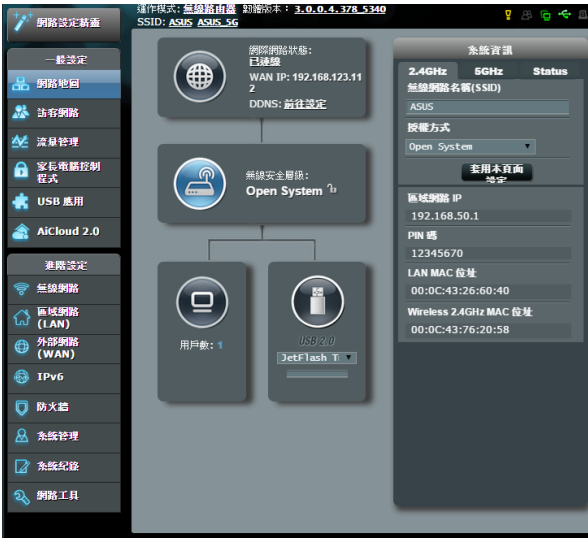 運作模式: 無線路由器 韌體版本: 3.0.0.4.378_5340
SSID: ASUS ASUS_5G
網路設定精靈
一般設定
網路地圖
訪客網路
流量管理
家長電腦控制
程式
USB 應用
AiCloud 2.0
進階設定
無線網路
區域網路
(LAN)
外部網路
(WAN)
IPv6
防火牆
系統管理
系統紀錄
網路工具
網際網路狀態:
已連線
WAN IP: 192.168.123.11
2
DDNS: 前往設定
無線安全層級:
Open System
用戶數: 1
USB 2.0
JetFlash T
系統資訊
2.4GHz 5GHz Status
無線網路名稱(SSID)
ASUS
授權方式
Open System
套用本頁面
設定
區域網路 IP
192.168.50.1
PIN 碼
12345670
LAN MAC 位址
00:0C:43:26:60:40
Wireless 2.4GHz MAC 位址
00:0C:43:76:20:58